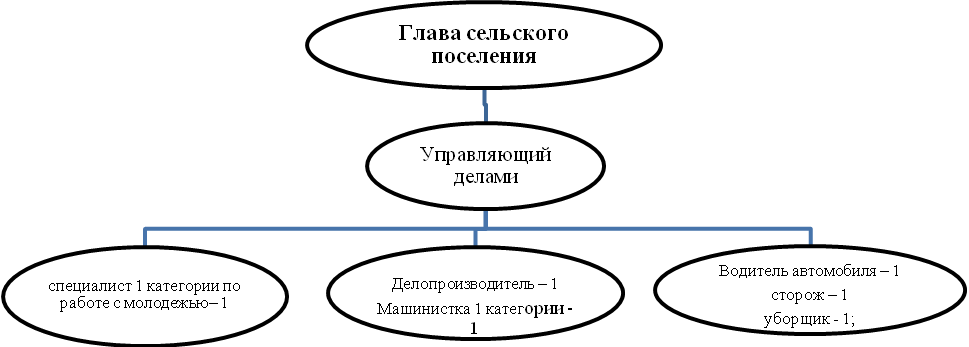 Глава сельского
поселения
Управляющий
делами
специалист 1 категории по
работе с молодежью– 1
Делопроизводитель – 1
Машинистка 1 категории -
1
Водитель автомобиля – 1
сторож – 1
уборщик - 1;